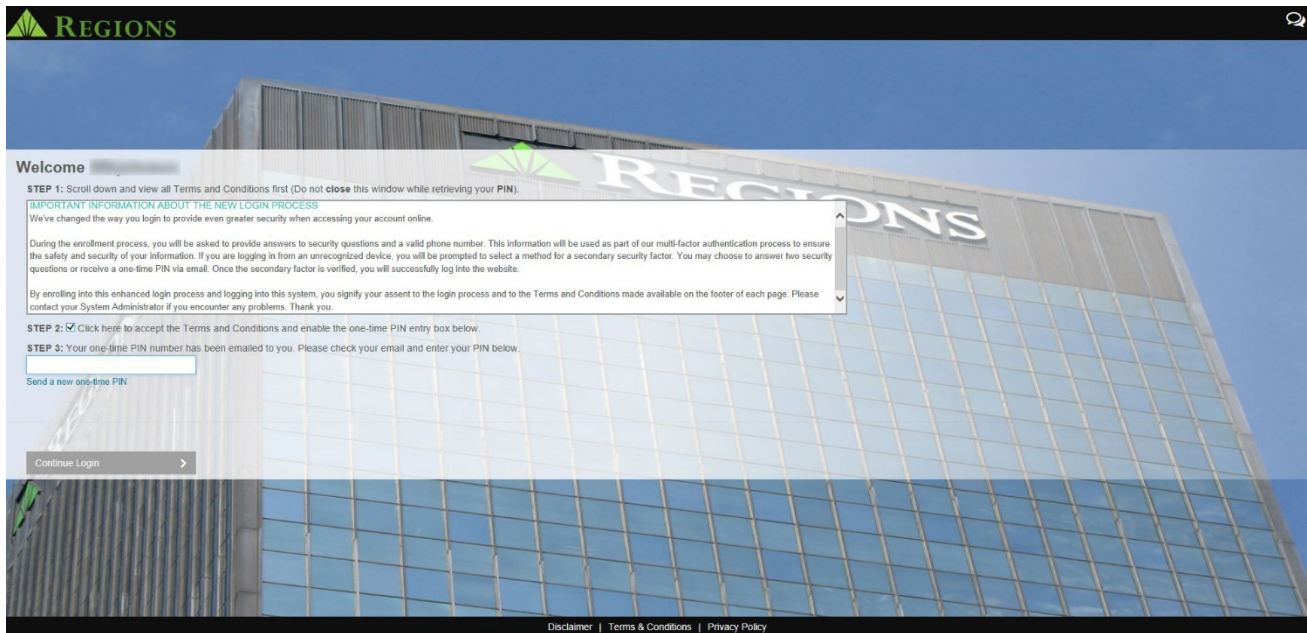 REGIONS
REGIONS
Welcome
STEP 1: Scroll down and view all Terms and Conditions first (Do not close this window while retrieving your PIN).
IMPORTANT INFORMATION ABOUT THE NEW LOGIN PROCESS
We've changed the way you login to provide even greater security when accessing your account online.
During the enrollment process, you will be asked to provide answers to security questions and a valid phone number. This information will be used as part of our multi-factor authentication process to ensure
the safety and security of your information. If you are logging in from an unrecognized device, you will be prompted to select a method for a secondary security factor. You may choose to answer two security
questions or receive a one-time PIN via email. Once the secondary factor is verified, you will successfully log into the website.
By enrolling into this enhanced login process and logging into this system, you signify your assent to the login process and to the Terms and Conditions made available on the footer of each page. Please
contact your System Administrator if you encounter any problems. Thank you.
STEP 2: Click here to accept the Terms and Conditions and enable the one-time PIN entry box below.
STEP 3: Your one-time PIN number has been emailed to you. Please check your email and enter your PIN below.
Send a new one-time PIN
Continue Login
Disclaimer | Terms & Conditions | Privacy Policy